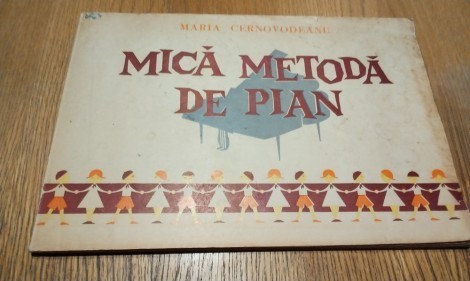 MARIA CERNOVODEANU
MICĂ METODĂ
DE PIAN